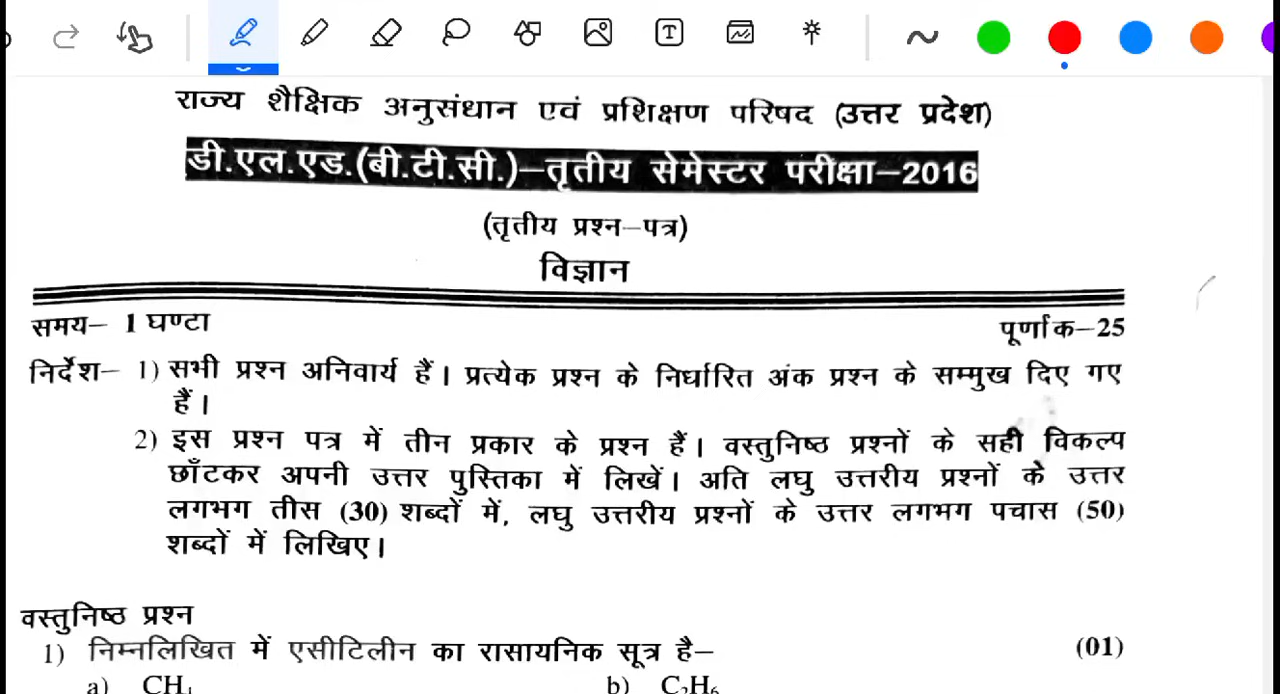 राज्य शैक्षिक अनुसंधान एवं प्रशिक्षण परिषद (उत्तर प्रदेश)
डी.एल.एड.(बी.टी.सी.)–तृतीय सेमेस्टर परीक्षा–2016
(तृतीय प्रश्न–पत्र)
विज्ञान
समय– 1 घण्टा पूर्णांक–25
निर्देश– 1) सभी प्रश्न अनिवार्य हैं। प्रत्येक प्रश्न के निर्धारित अंक प्रश्न के सम्मुख दिए गए
हैं।
2) इस प्रश्न पत्र में तीन प्रकार के प्रश्न हैं। वस्तुनिष्ठ प्रश्नों के सही विकल्प
छाँटकर अपनी उत्तर पुस्तिका में लिखें। अति लघु उत्तरीय प्रश्नों के उत्तर
लगभग तीस (30) शब्दों में, लघु उत्तरीय प्रश्नों के उत्तर लगभग पचास (50)
शब्दों में लिखिए।
वस्तुनिष्ठ प्रश्न
1) निम्नलिखित में एसीटिलीन का रासायनिक सूत्र है– (01)
a) CH₄ b) C₂H₆